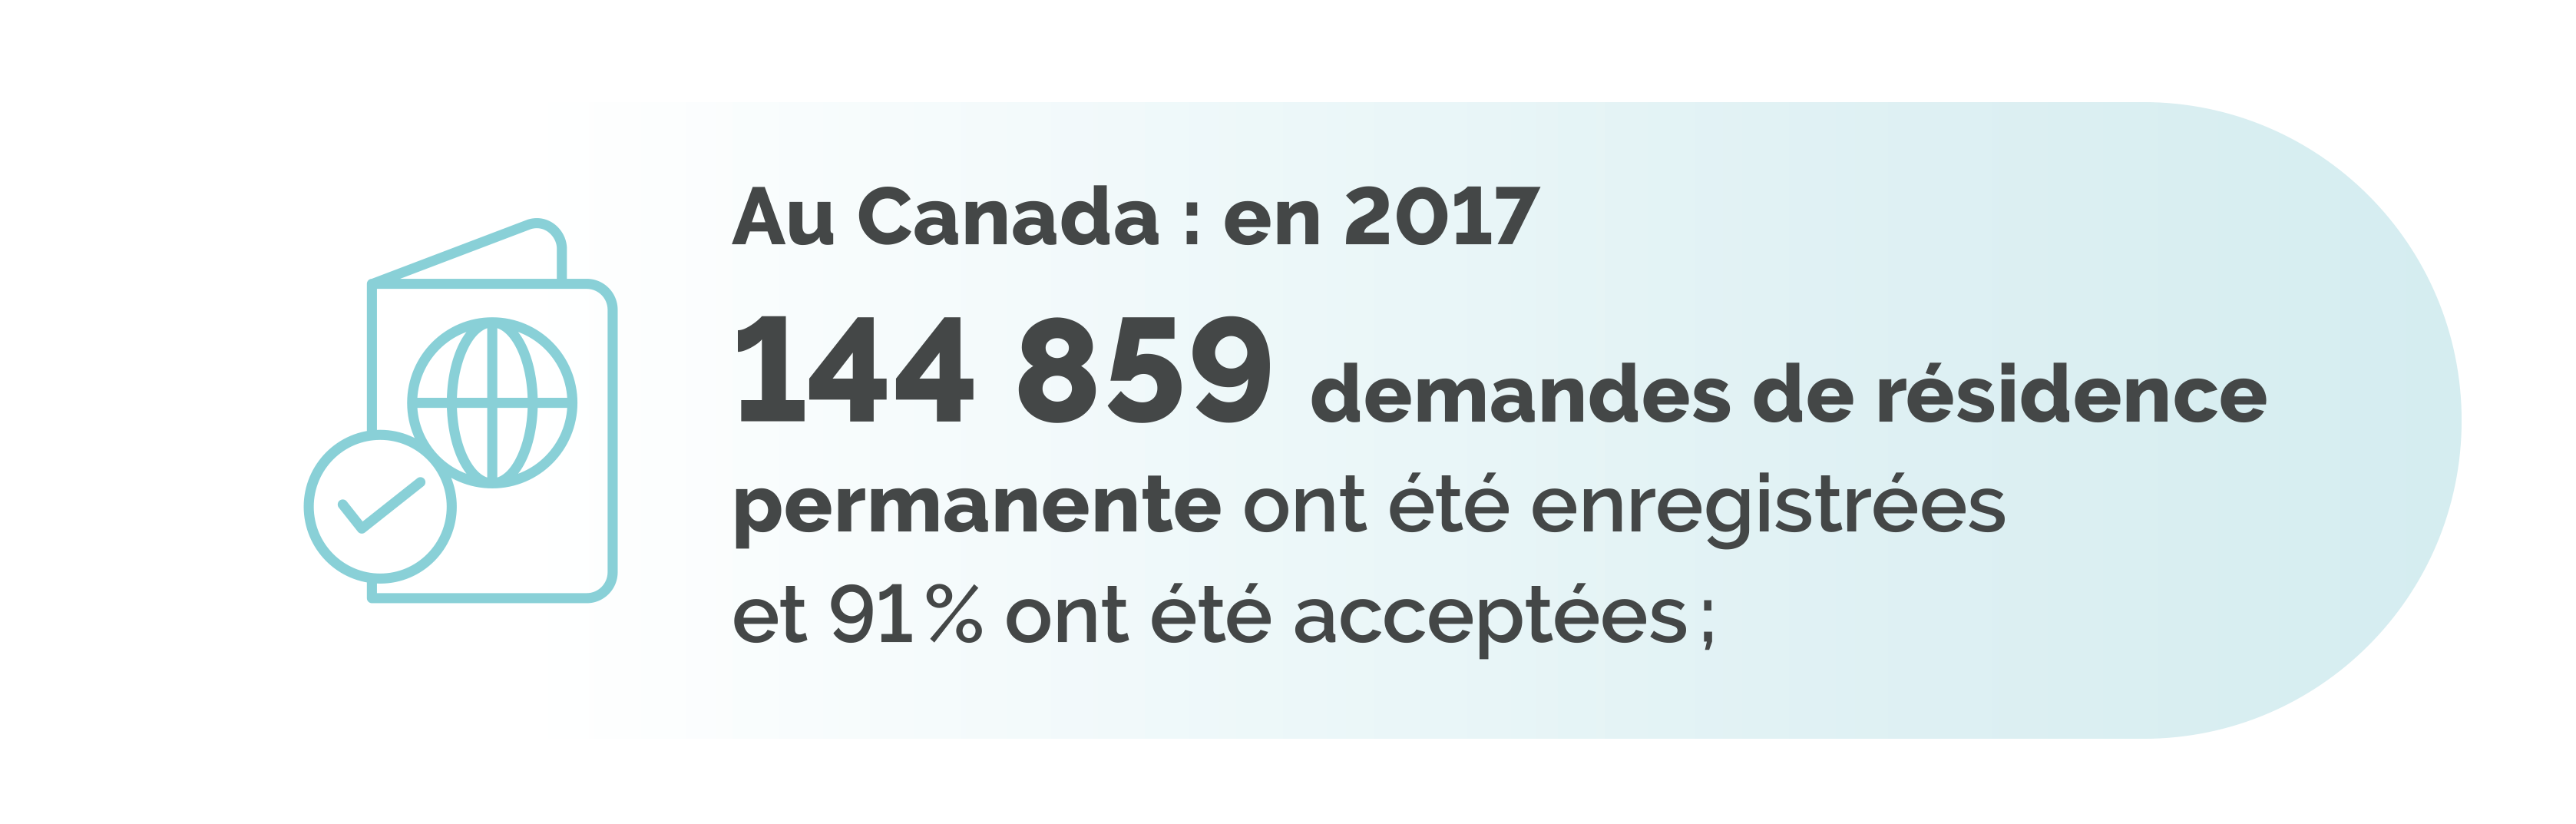 Au Canada : en 2017
144 859 demandes de résidence
permanente ont été enregistrées
et 91 % ont été acceptées ;